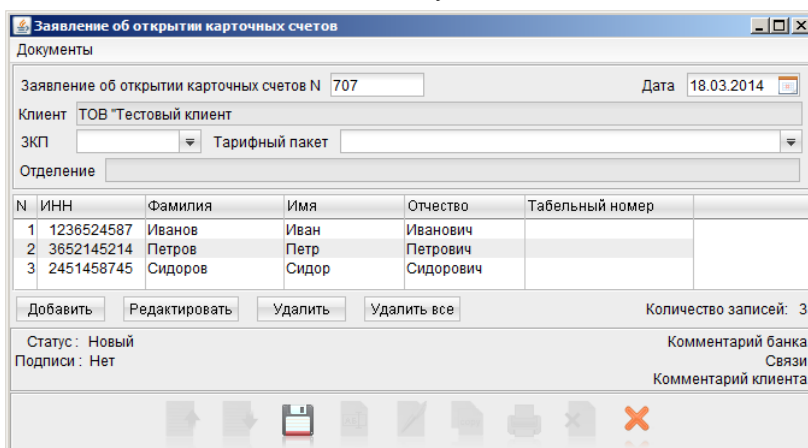 Заявление об открытии карточных счетов
Документы
Заявление об открытии карточных счетов N 707 Дата 18.03.2014
Клиент ТОВ "Тестовый клиент
ЗКП Тарифный пакет
Отделение
N ИНН Фамилия Имя Отчество Табельный номер
1 1236524587 Иванов Иван Иванович
2 3652145214 Петров Петр Петрович
3 2451458745 Сидоров Сидор Сидорович
Добавить Редактировать Удалить Удалить все Количество записей: 3
Статус : Новый Комментарий банка
Подписи : Нет Связи
Комментарий клиента